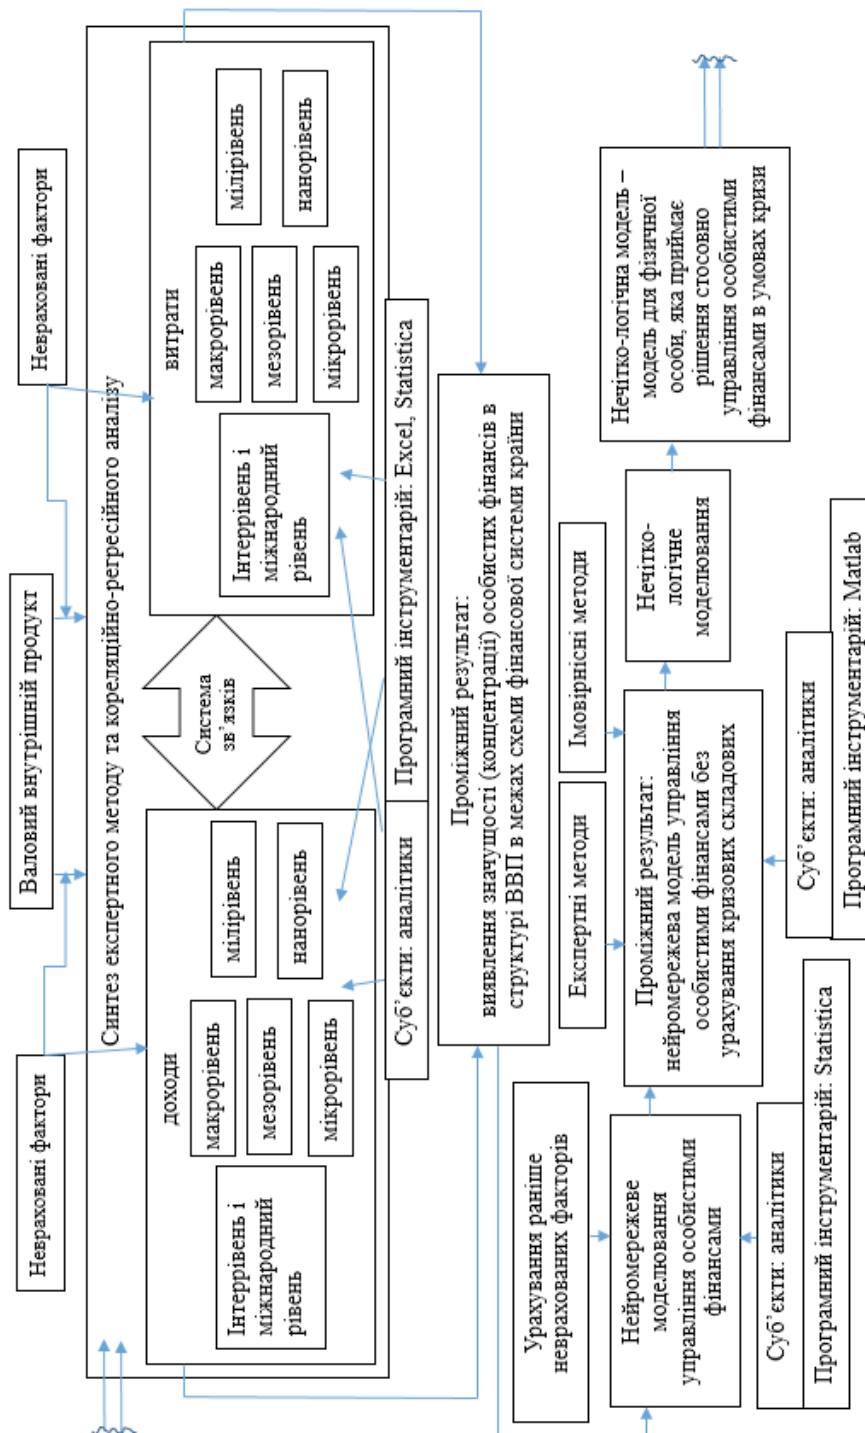 Невраховані фактори
Валовий внутрішній продукт
Невраховані фактори
Синтез експертного методу та кореляційно-регресійного аналізу
доходи
Інтеррівень і
міжнародний
рівень
макрорівень
мезорівень
мікрорівень
мілірівень
нанорівень
Система
зв’язків
витрати
Інтеррівень і
міжнародний
рівень
макрорівень
мезорівень
мікрорівень
мілірівень
нанорівень
Суб’єкти: аналітики
Програмний інструментарій: Excel, Statistica
Проміжний результат:
виявлення значущості (концентрації) особистих фінансів в
структурі ВВП в межах схеми фінансової системи країни
Урахування раніше
неврахованих факторів
Експертні методи
Імовірнісні методи
Нейромережеве
моделювання
управління особистими
фінансами
Проміжний результат:
нейромережева модель управління
особистими фінансами без
урахування кризових складових
Нечітко-
логічне
моделювання
Нечітко-логічна модель –
модель для фізичної
особи, яка приймає
рішення стосовно
управління особистими
фінансами в умовах кризи
Суб’єкти: аналітики
Програмний інструментарій: Statistica
Суб’єкти: аналітики
Програмний інструментарій: Matlab